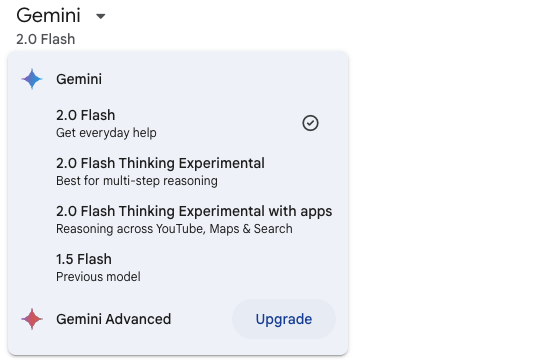 Gemini
2.0 Flash
Gemini
2.0 Flash
Get everyday help
2.0 Flash Thinking Experimental
Best for multi-step reasoning
2.0 Flash Thinking Experimental with apps
Reasoning across YouTube, Maps & Search
1.5 Flash
Previous model
Gemini Advanced
Upgrade